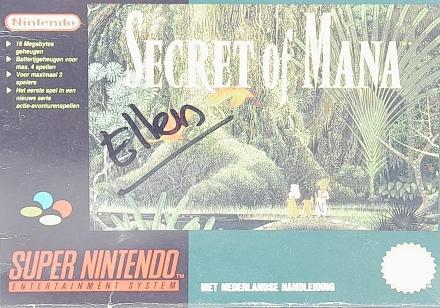 Nintendo
SECRET OF MANA
• 16 Megabytes
geheugen
• Batterijgeheugen voor
max. 4 spellen
• Voor maximaal 3
spelers
• Het eerste spel in een
nieuwe serie
actie-avonturenspellen
Ellen
SUPER NINTENDO
ENTERTAINMENT SYSTEM
MET NEDERLANDSE HANDLEIDING